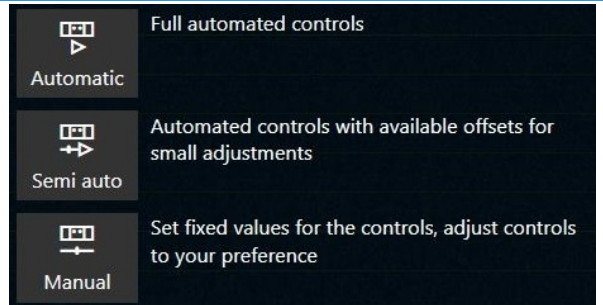 Full automated controls
Automatic
Automated controls with available offsets for
small adjustments
Semi auto
Set fixed values for the controls, adjust controls
to your preference
Manual